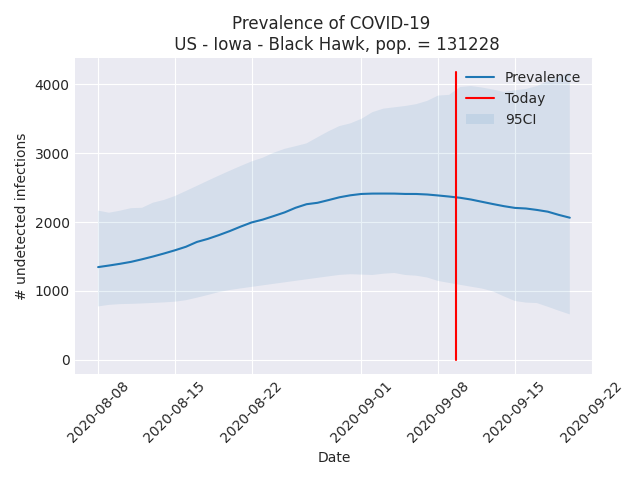 Prevalence of COVID-19
US - Iowa - Black Hawk, pop. = 131228
Prevalence
Today
95CI
# undetected infections
4000
3000
2000
1000
0
2020-08-08
2020-08-15
2020-08-22
2020-09-01
2020-09-08
2020-09-15
2020-09-22
Date